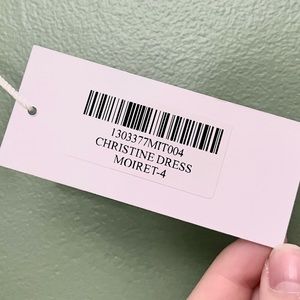 1303377MIT004
CHRISTINE DRESS
MOIRET-4